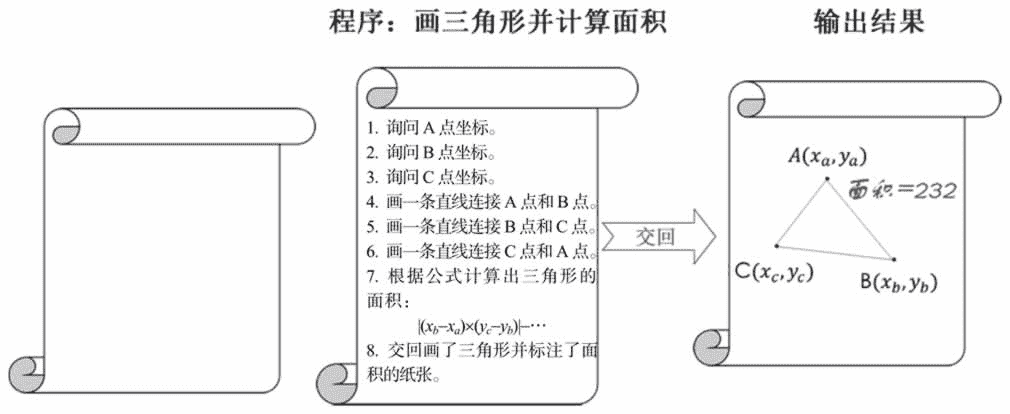 程序：画三角形并计算面积
输出结果
1. 询问 A 点坐标。
2. 询问 B 点坐标。
3. 询问 C 点坐标。
4. 画一条直线连接 A 点和 B 点。
5. 画一条直线连接 B 点和 C 点。
6. 画一条直线连接 C 点和 A 点。
7. 根据公式计算出三角形的
面积：
|(x_b–x_a)×(y_c–y_b)|–…
8. 交回画了三角形并标注了面
积的纸张。
交回
A(x_a,y_a)
面积=232
C(x_c,y_c)
B(x_b,y_b)